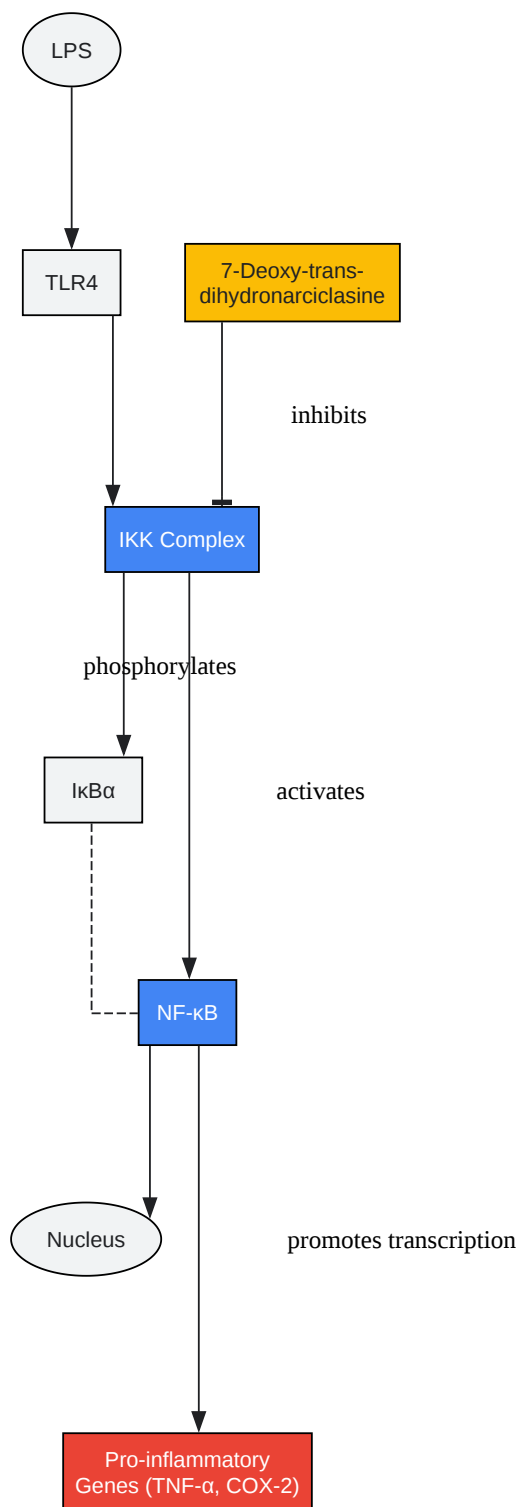 LPS
TLR4
7-Deoxy-trans-
dihydronarciclasine
inhibits
IKK Complex
phosphorylates
IκBα
activates
NF-κB
Nucleus
promotes transcription
Pro-inflammatory
Genes (TNF-α, COX-2)